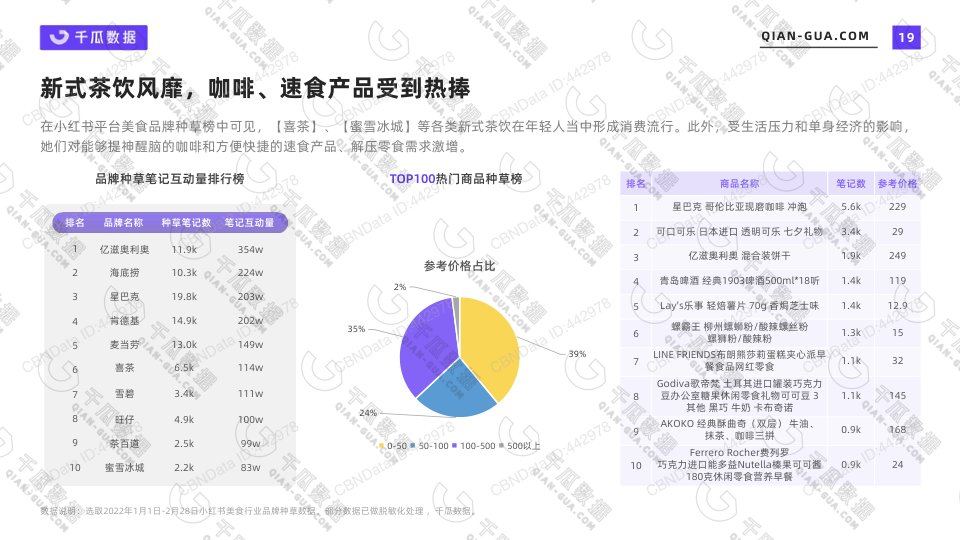 千瓜数据
QIAN-GUA.COM
19
新式茶饮风靡，咖啡、速食产品受到热捧
在小红书平台美食品牌种草榜中可见，【喜茶】、【蜜雪冰城】等各类新式茶饮在年轻人当中形成消费流行。此外，受生活压力和单身经济的影响，
她们对能够提神醒脑的咖啡和方便快捷的速食产品、解压零食需求激增。
品牌种草笔记互动量排行榜
排名 品牌名称 种草笔记数 笔记互动量
1 亿滋奥利奥 11.9k 354w
2 海底捞 10.3k 224w
3 星巴克 19.8k 203w
4 肯德基 14.9k 202w
5 麦当劳 13.0k 149w
6 喜茶 6.5k 114w
7 雪碧 3.4k 111w
8 旺仔 4.9k 100w
9 茶百道 2.5k 99w
10 蜜雪冰城 2.2k 83w
TOP100热门商品种草榜
参考价格占比
2%
35%
39%
24%
0-50 50-100 100-500 500以上
排名 商品名称 笔记数 参考价格
1 星巴克 哥伦比亚现磨咖啡 冲泡 5.6k 229
2 可口可乐 日本进口 透明可乐 七夕礼物 3.4k 29
3 亿滋奥利奥 混合装饼干 1.9k 249
4 青岛啤酒 经典1903啤酒500ml*18听 1.4k 119
5 Lay's乐事 轻焙薯片 70g 香焗芝士味 1.4k 12.9
6 螺霸王 柳州螺蛳粉/酸辣螺丝粉
螺狮粉/酸辣粉 1.3k 15
7 LINE FRIENDS布朗熊莎莉蛋糕夹心派早
餐食品网红零食 1.1k 32
8 Godiva歌帝梵 土耳其进口罐装巧克力
豆办公室糖果休闲零食礼物可可豆 3
其他 黑巧 牛奶 卡布奇诺 1.1k 145
9 AKOKO 经典酥曲奇（双层） 牛油、
抹茶、咖啡三拼 0.9k 168
10 Ferrero Rocher费列罗
巧克力进口能多益Nutella榛果可可酱
180克休闲零食营养早餐 0.9k 24
数据说明：选取2022年1月1日-2月28日小红书美食行业品牌种草数据。部分数据已做脱敏化处理，千瓜数据。
CBNData ID:442978